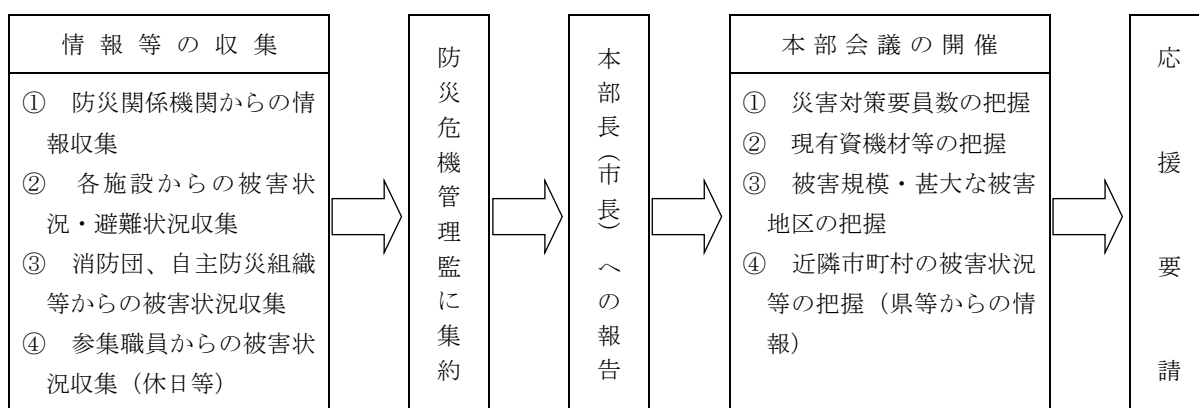 情報等の収集
① 防災関係機関からの情
報収集
② 各施設からの被害状
況・避難状況収集
③ 消防団、自主防災組織
等からの被害状況収集
④ 参集職員からの被害状
況収集（休日等）
防災危機管理監に集約
本部長（市長）への報告
本部会議の開催
① 災害対策要員数の把握
② 現有資機材等の把握
③ 被害規模・甚大な被害
地区の把握
④ 近隣市町村の被害状況
等の把握（県等からの情
報）
応援要請